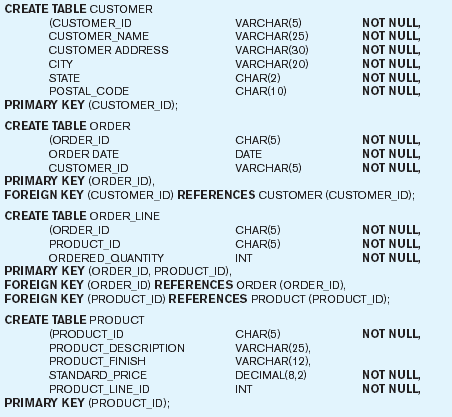 CREATE TABLE CUSTOMER
(CUSTOMER_ID VARCHAR(5) NOT NULL,
CUSTOMER_NAME VARCHAR(25) NOT NULL,
CUSTOMER ADDRESS VARCHAR(30) NOT NULL,
CITY VARCHAR(20) NOT NULL,
STATE CHAR(2) NOT NULL,
POSTAL_CODE CHAR(10) NOT NULL,
PRIMARY KEY (CUSTOMER_ID);
CREATE TABLE ORDER
(ORDER_ID CHAR(5) NOT NULL,
ORDER DATE DATE NOT NULL,
CUSTOMER_ID VARCHAR(5) NOT NULL,
PRIMARY KEY (ORDER_ID),
FOREIGN KEY (CUSTOMER_ID) REFERENCES CUSTOMER (CUSTOMER_ID);
CREATE TABLE ORDER_LINE
(ORDER_ID CHAR(5) NOT NULL,
PRODUCT_ID CHAR(5) NOT NULL,
ORDERED_QUANTITY INT NOT NULL,
PRIMARY KEY (ORDER_ID, PRODUCT_ID),
FOREIGN KEY (ORDER_ID) REFERENCES ORDER (ORDER_ID),
FOREIGN KEY (PRODUCT_ID) REFERENCES PRODUCT (PRODUCT_ID);
CREATE TABLE PRODUCT
(PRODUCT_ID CHAR(5) NOT NULL,
PRODUCT_DESCRIPTION VARCHAR(25),
PRODUCT_FINISH VARCHAR(12),
STANDARD_PRICE DECIMAL(8,2) NOT NULL,
PRODUCT_LINE_ID INT NOT NULL,
PRIMARY KEY (PRODUCT_ID);